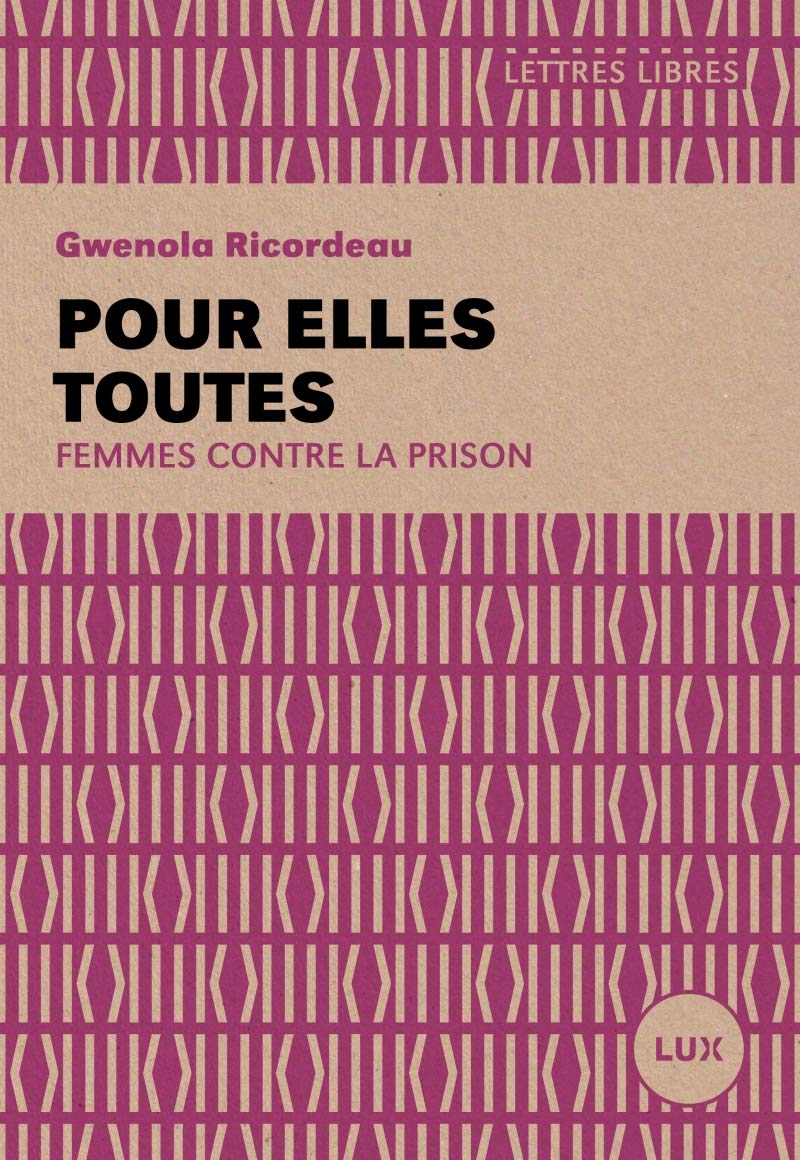 LETTRES LIBRES
Gwenola Ricordeau
POUR ELLES
TOUTES
FEMMES CONTRE LA PRISON
LUX